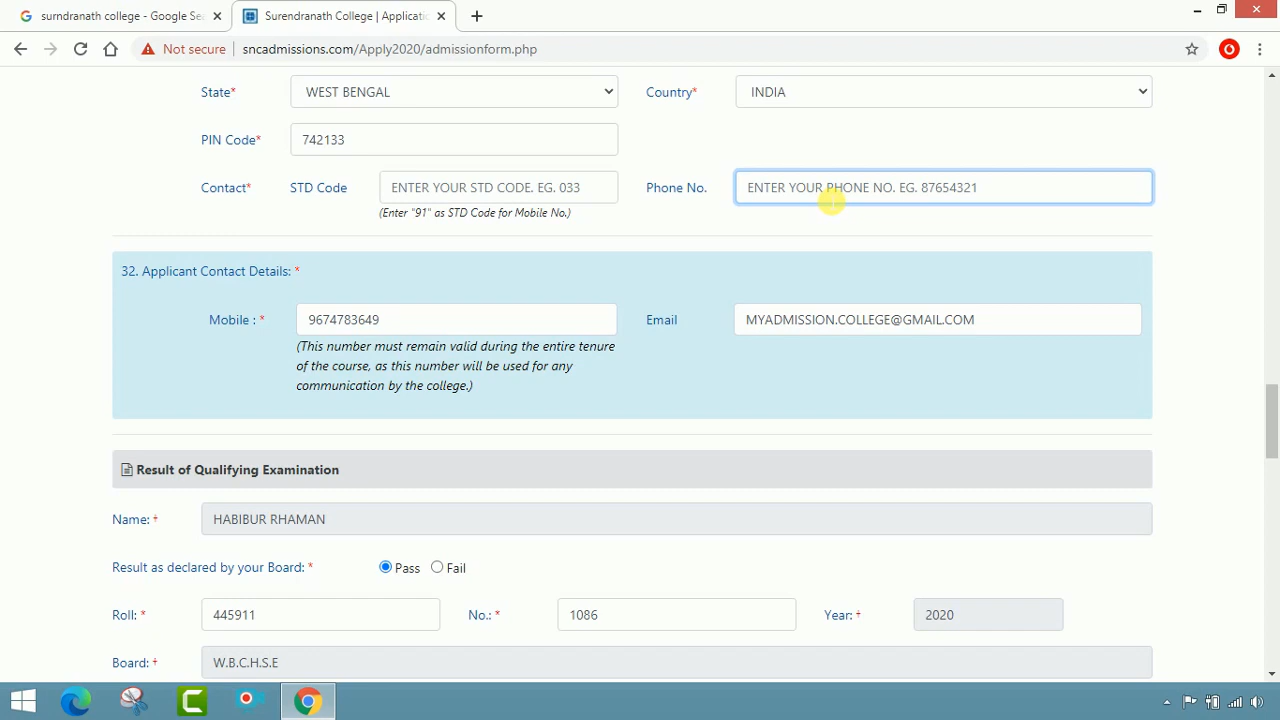 surndranath college - Google Sea
Surendranath College | Applicatio
Not secure
sncadmissions.com/Apply2020/admissionform.php
State*
WEST BENGAL
Country*
INDIA
PIN Code*
742133
Contact*
STD Code
ENTER YOUR STD CODE. EG. 033
Phone No.
ENTER YOUR PHONE NO. EG. 87654321
(Enter "91" as STD Code for Mobile No.)
32. Applicant Contact Details: *
Mobile : *
9674783649
Email
MYADMISSION.COLLEGE@GMAIL.COM
(This number must remain valid during the entire tenure
of the course, as this number will be used for any
communication by the college.)
Result of Qualifying Examination
Name: *
HABIBUR RHAMAN
Result as declared by your Board: *
Pass
Fail
Roll: *
445911
No.: *
1086
Year: *
2020
Board: *
W.B.C.H.S.E